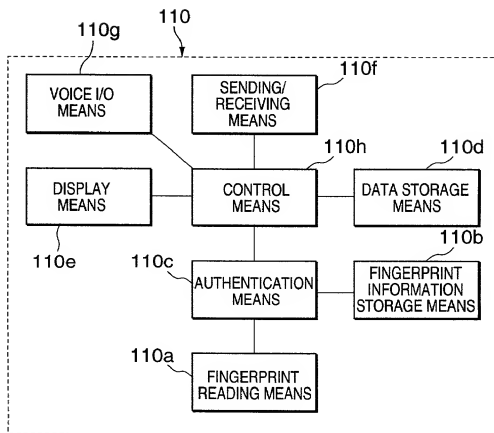 110g
110
110f
VOICE I/O
MEANS
SENDING/
RECEIVING
MEANS
110h
110d
DISPLAY
MEANS
CONTROL
MEANS
DATA STORAGE
MEANS
110e
110c
110b
AUTHENTICATION
MEANS
FINGERPRINT
INFORMATION
STORAGE MEANS
110a
FINGERPRINT
READING MEANS